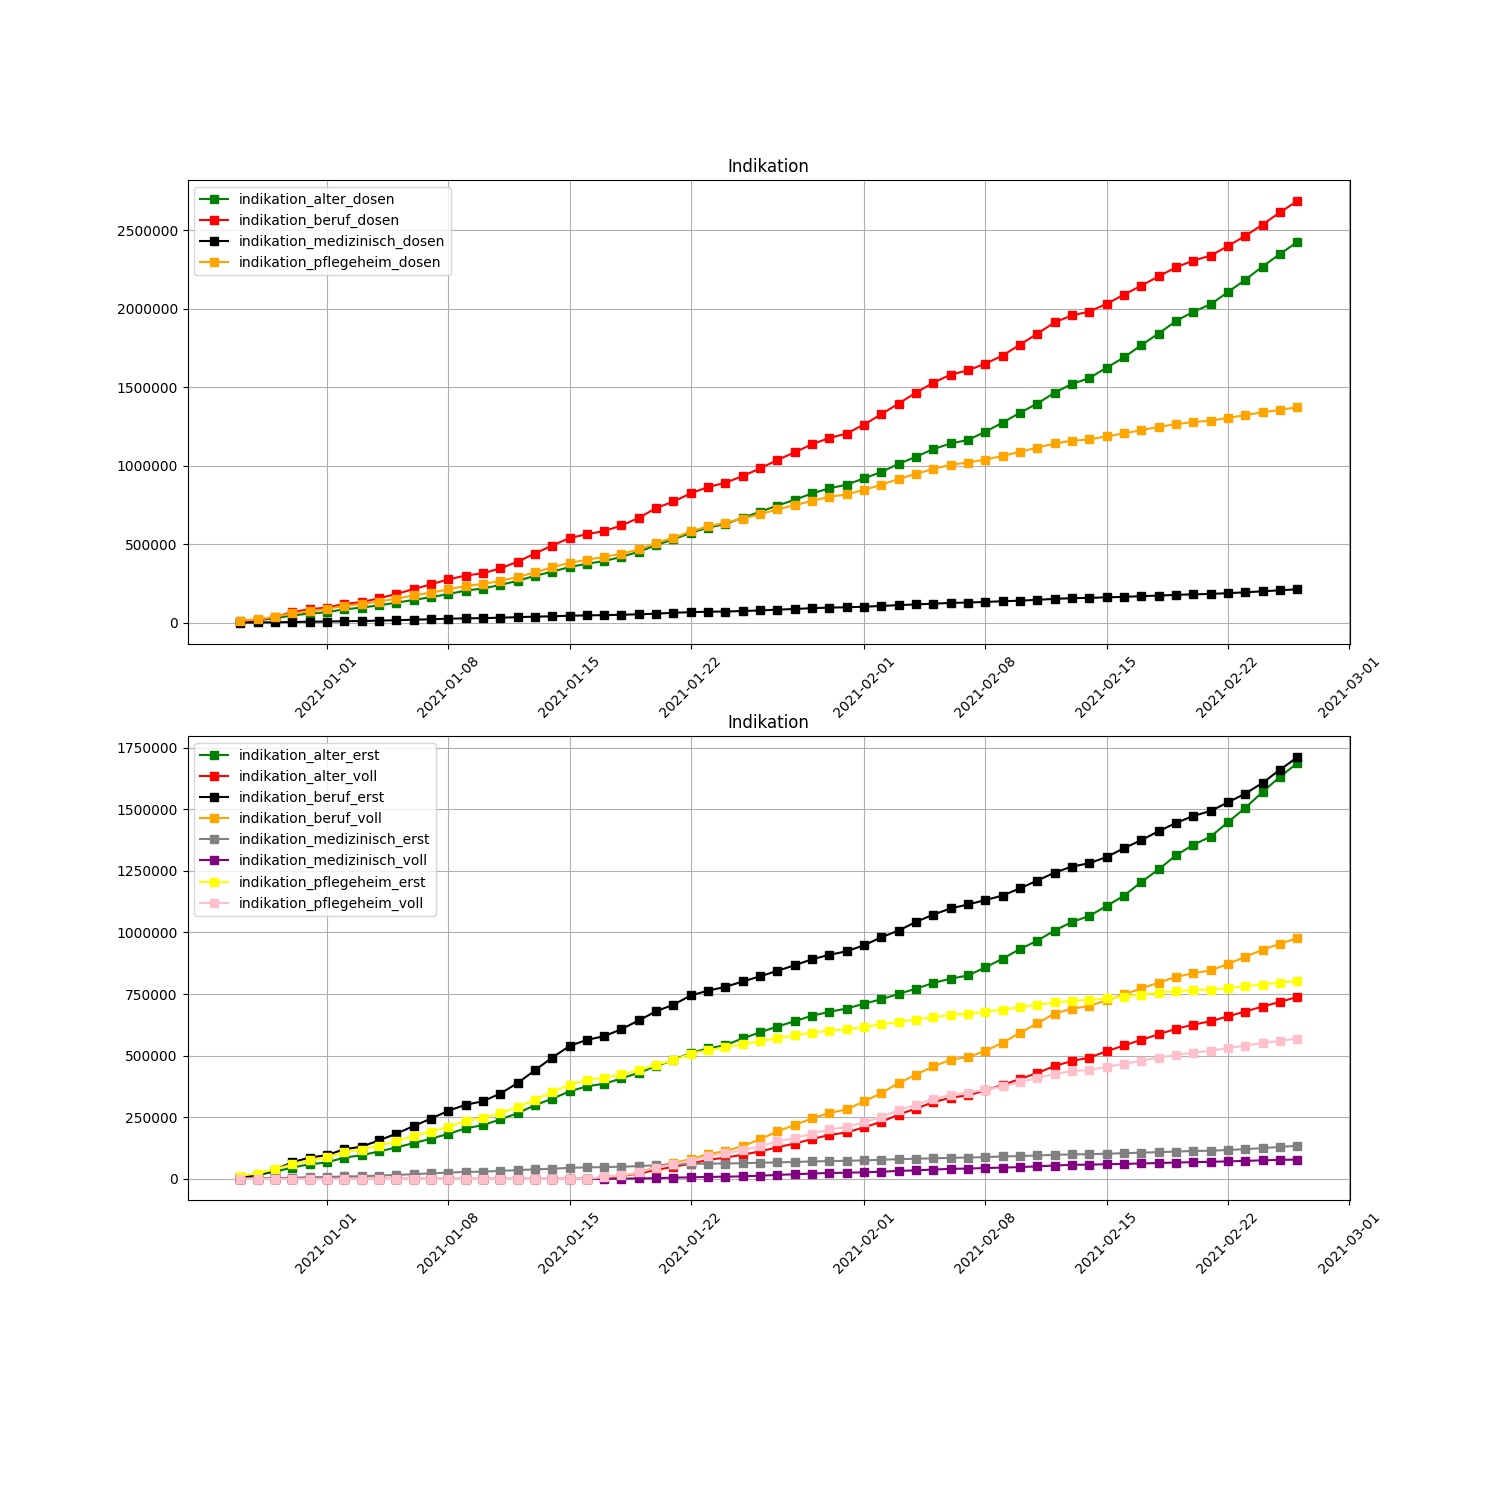 Indikation
indikation_alter_dosen
indikation_beruf_dosen
indikation_medizinisch_dosen
indikation_pflegeheim_dosen
2500000
2000000
1500000
1000000
500000
0
2021-01-01
2021-01-08
2021-01-15
2021-01-22
2021-02-01
2021-02-08
2021-02-15
2021-02-22
2021-03-01
Indikation
indikation_alter_erst
indikation_alter_voll
indikation_beruf_erst
indikation_beruf_voll
indikation_medizinisch_erst
indikation_medizinisch_voll
indikation_pflegeheim_erst
indikation_pflegeheim_voll
1750000
1500000
1250000
1000000
750000
500000
250000
0
2021-01-01
2021-01-08
2021-01-15
2021-01-22
2021-02-01
2021-02-08
2021-02-15
2021-02-22
2021-03-01